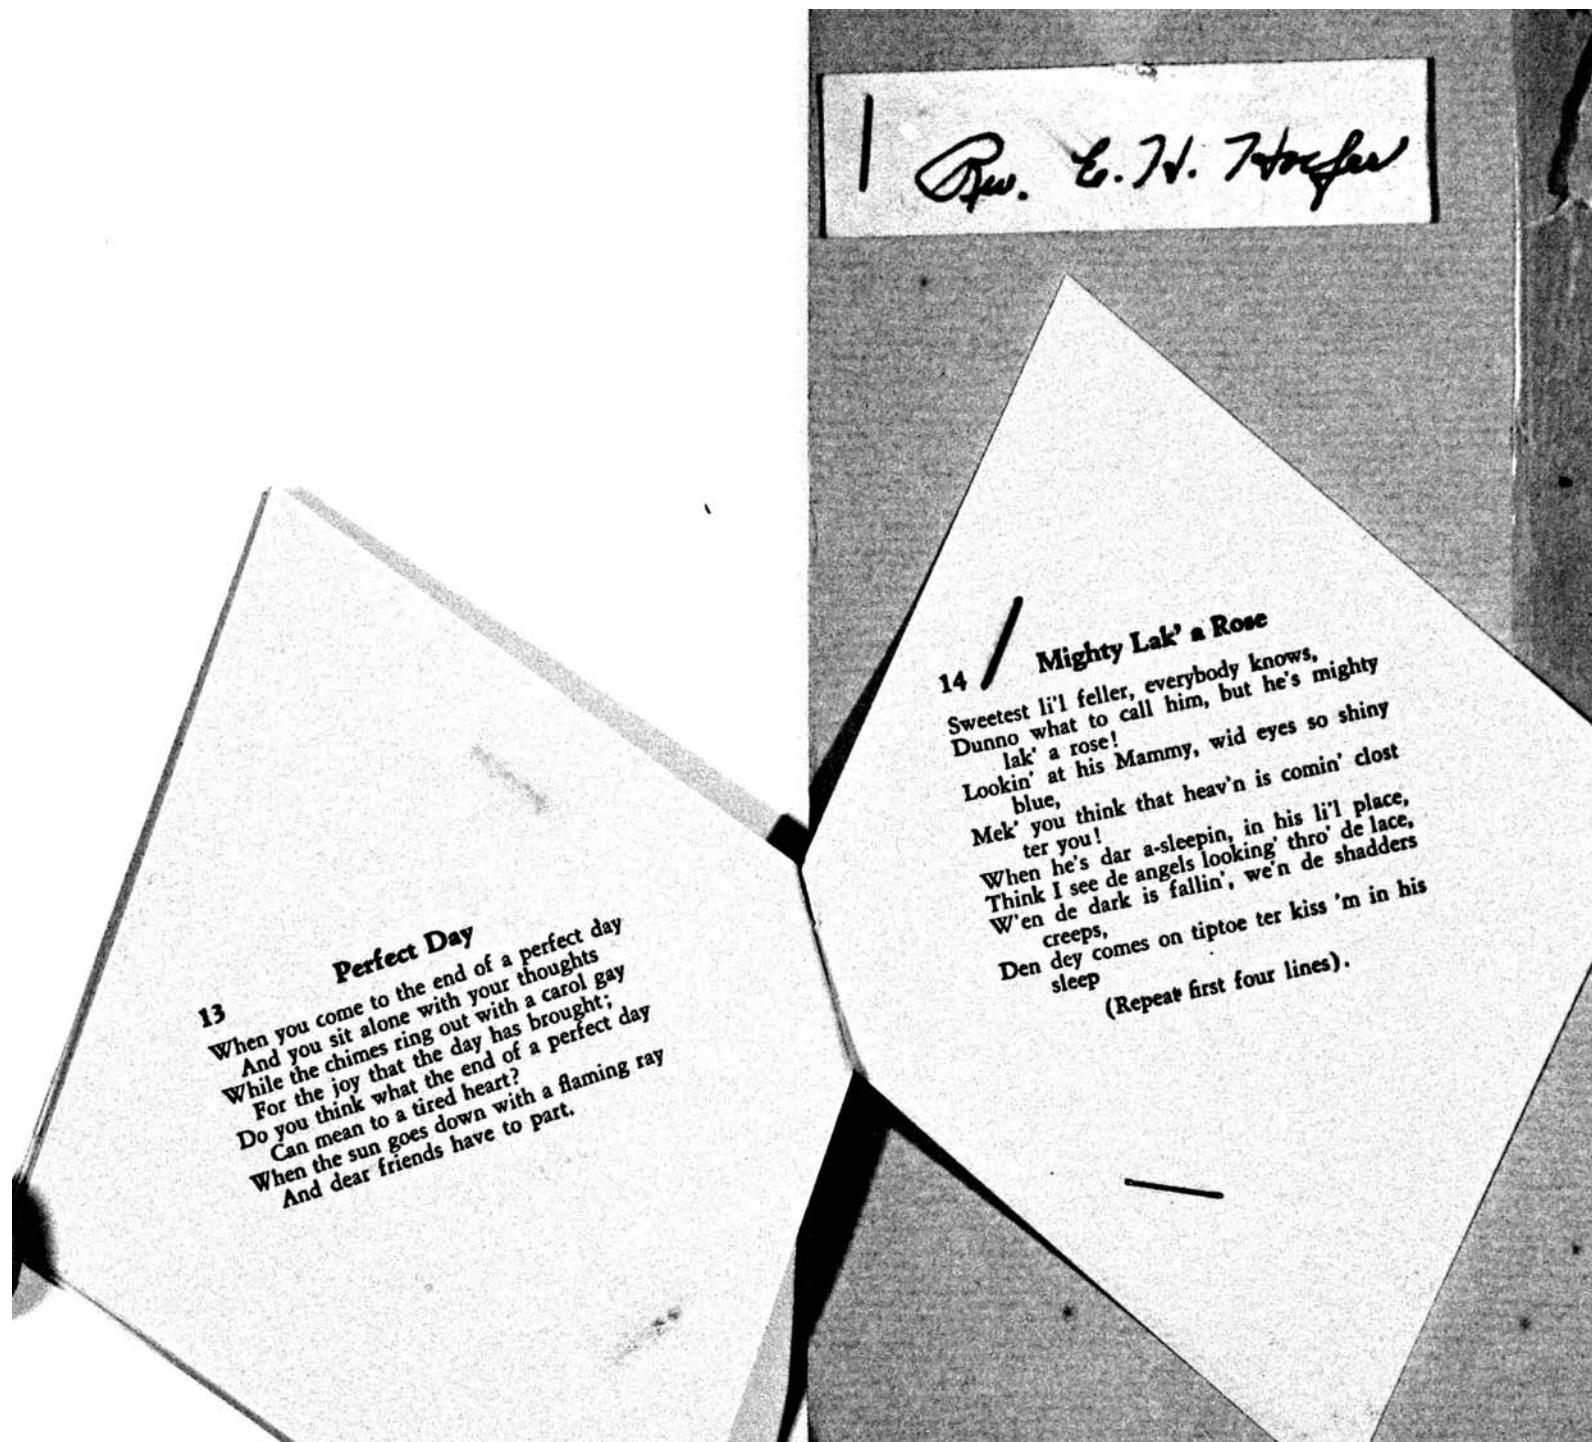 Rev. E. H. Hoefer
Perfect Day
13
When you come to the end of a perfect day
And you sit alone with your thoughts
While the chimes ring out with a carol gay
For the joy that the day has brought;
Do you think what the end of a perfect day
Can mean to a tired heart?
When the sun goes down with a flaming ray
And dear friends have to part.
Mighty Lak' a Rose
14
Sweetest li'l feller, everybody knows,
Dunno what to call him, but he's mighty
lak' a rose!
Lookin' at his Mammy, wid eyes so shiny
blue,
Mek' you think that heav'n is comin' clost
ter you!
When he's dar a-sleepin, in his li'l place,
Think I see de angels looking' thro' de lace,
W'en de dark is fallin', we'n de shadders
creeps,
Den dey comes on tiptoe ter kiss 'm in his
sleep
(Repeat first four lines).